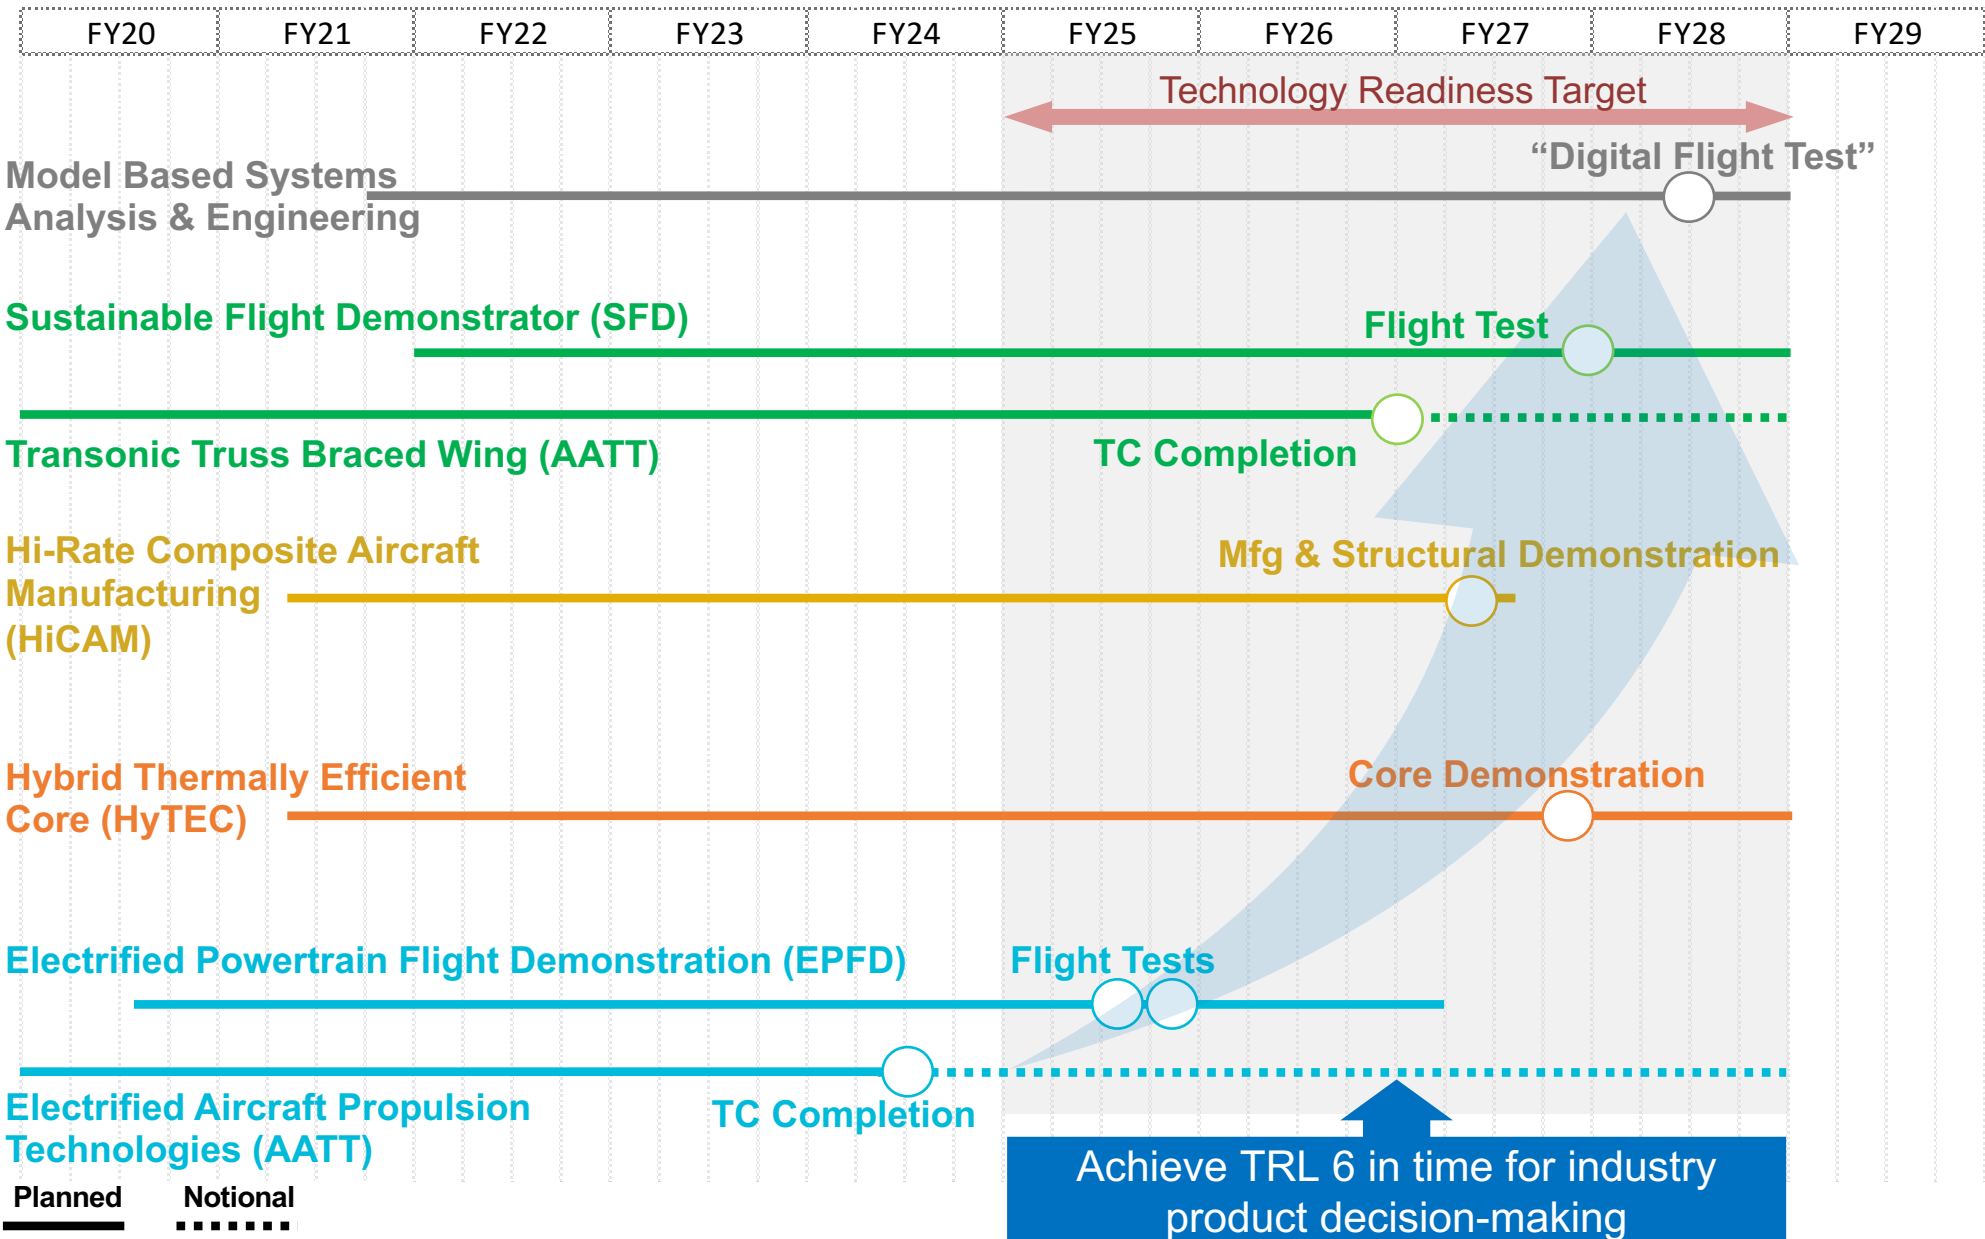 FY20 FY21 FY22 FY23 FY24 FY25 FY26 FY27 FY28 FY29
Technology Readiness Target
“Digital Flight Test”
Model Based Systems
Analysis & Engineering
Sustainable Flight Demonstrator (SFD)
Flight Test
Transonic Truss Braced Wing (AATT)
TC Completion
Hi-Rate Composite Aircraft
Manufacturing
(HiCAM)
Mfg & Structural Demonstration
Hybrid Thermally Efficient
Core (HyTEC)
Core Demonstration
Electrified Powertrain Flight Demonstration (EPFD)
Flight Tests
Electrified Aircraft Propulsion
Technologies (AATT)
TC Completion
Achieve TRL 6 in time for industry
product decision-making
Planned Notional